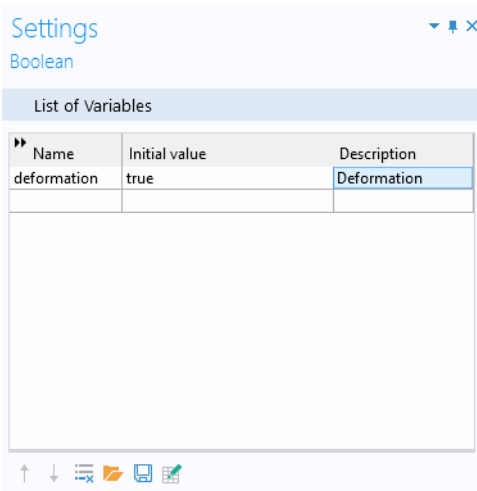 Settings
Boolean
List of Variables
Name Initial value Description
deformation true Deformation